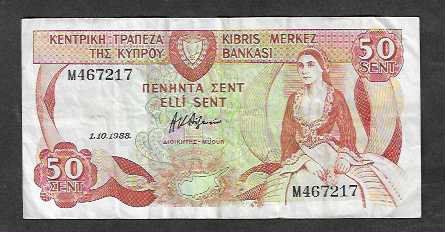 ΚΕΝΤΡΙΚΗ ΤΡΑΠΕΖΑ
ΤΗΣ ΚΥΠΡΟΥ
KIBRIS MERKEZ
BANKASI
50
SENT
M467217
ΠΕΝΗΝΤΑ ΣΕΝΤ
ELLİ SENT
1.10.1988
ΔΙΟΙΚΗΤΗΣ - MÜDÜR
50
ΣΕΝΤ
M467217